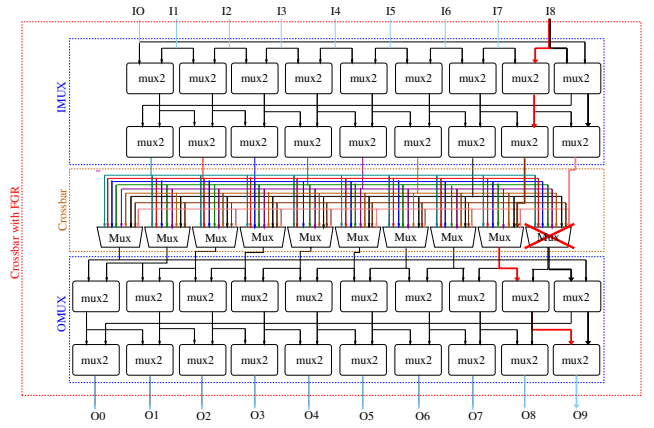 IO I1 I2 I3 I4 I5 I6 I7 I8
mux2 mux2 mux2 mux2 mux2 mux2 mux2 mux2 mux2
IMUX
mux2 mux2 mux2 mux2 mux2 mux2 mux2 mux2 mux2
Crossbar with FGR
Crossbar
Mux Mux Mux Mux Mux Mux Mux Mux Mux Mux
OMUX
mux2 mux2 mux2 mux2 mux2 mux2 mux2 mux2 mux2 mux2
mux2 mux2 mux2 mux2 mux2 mux2 mux2 mux2 mux2 mux2
O0 O1 O2 O3 O4 O5 O6 O7 O8 O9